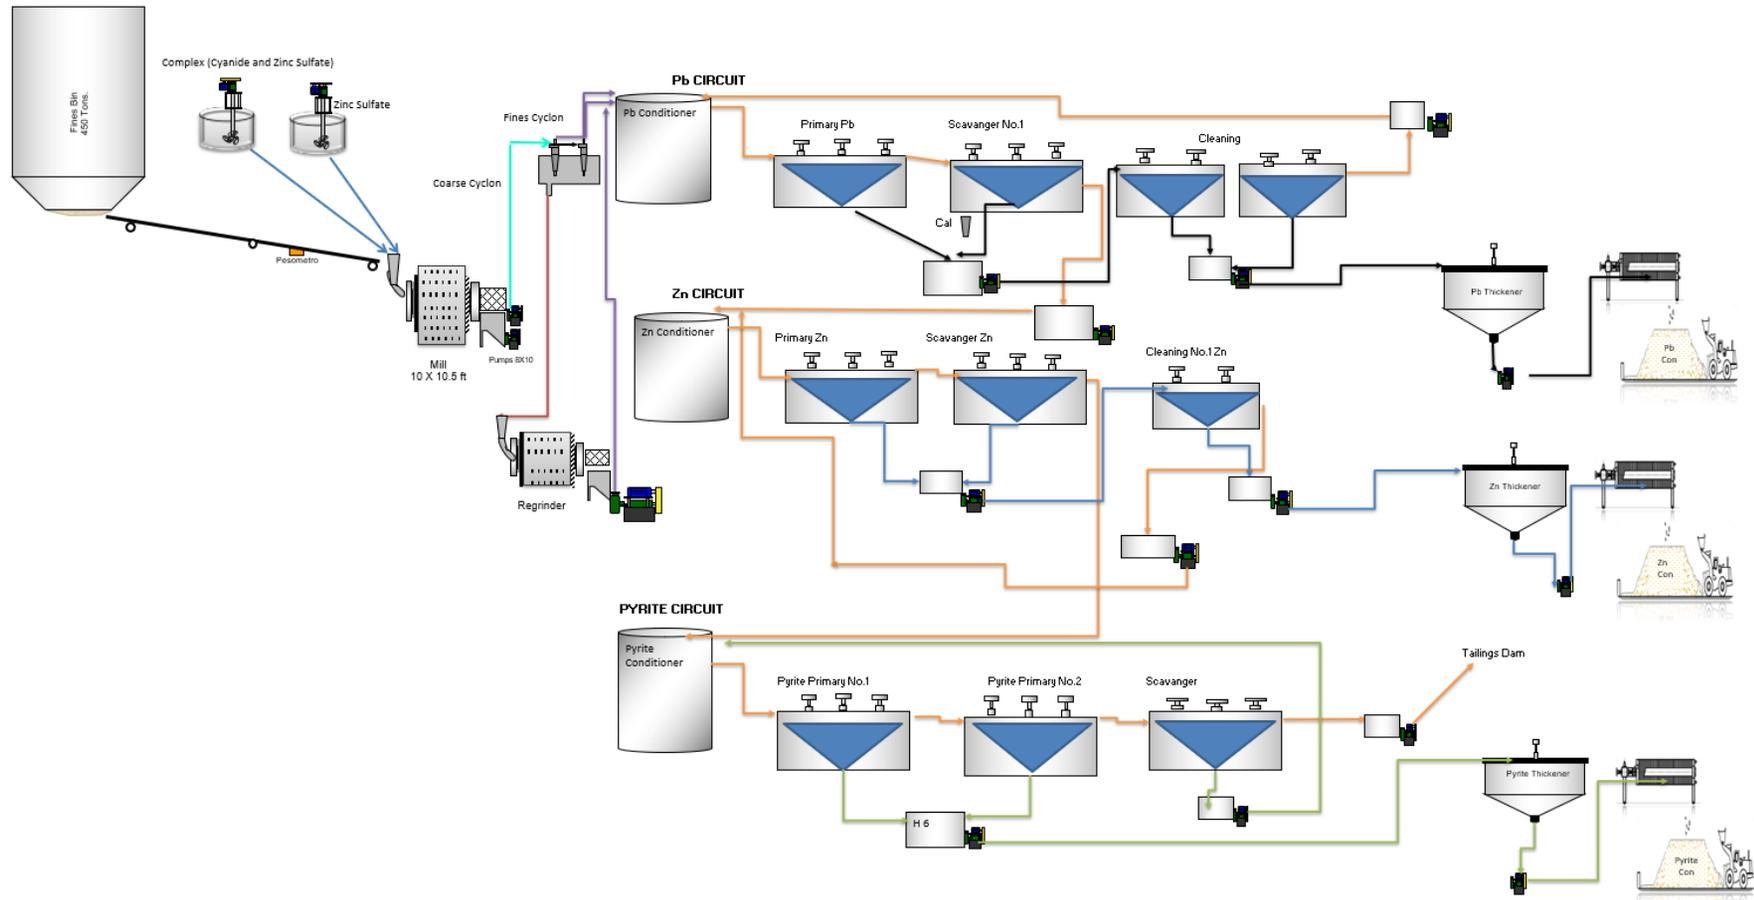 Fines Bin
450 Tons.
Complex (Cyanide and Zinc Sulfate)
Zinc Sulfate
Pesometro
Mill
10 X 10.5 ft
Pumps 8X10
Fines Cyclon
Coarse Cyclon
Regrinder
Pb CIRCUIT
Pb Conditioner
Primary Pb
Scavanger No.1
Cleaning
Cal
Pb Thickener
Pb
Con
Zn CIRCUIT
Zn Conditioner
Primary Zn
Scavanger Zn
Cleaning No.1 Zn
Zn Thickener
Zn
Con
PYRITE CIRCUIT
Pyrite
Conditioner
Pyrite Primary No.1
Pyrite Primary No.2
Scavanger
Tailings Dam
H 6
Pyrite Thickener
Pyrite
Con